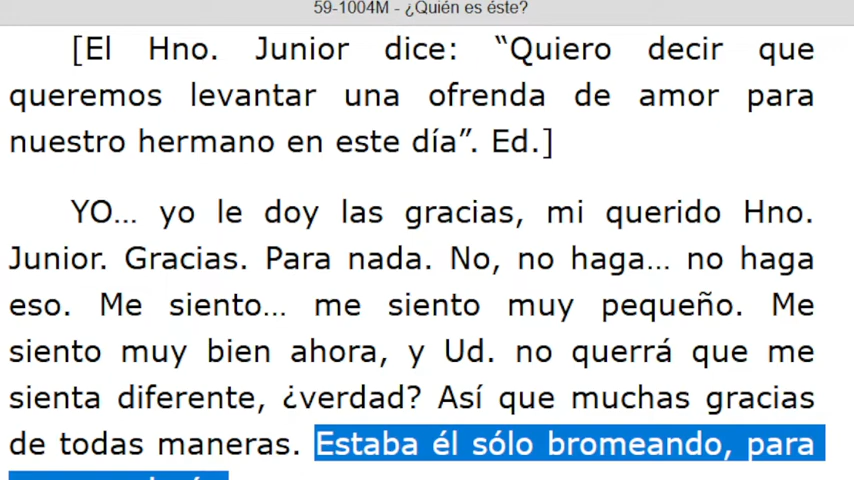 59-1004M - ¿Quién es éste?
[El Hno. Junior dice: “Quiero decir que
queremos levantar una ofrenda de amor para
nuestro hermano en este día”. Ed.]
YO… yo le doy las gracias, mi querido Hno.
Junior. Gracias. Para nada. No, no haga… no haga
eso. Me siento… me siento muy pequeño. Me
siento muy bien ahora, y Ud. no querrá que me
sienta diferente, ¿verdad? Así que muchas gracias
de todas maneras. Estaba él sólo bromeando, para